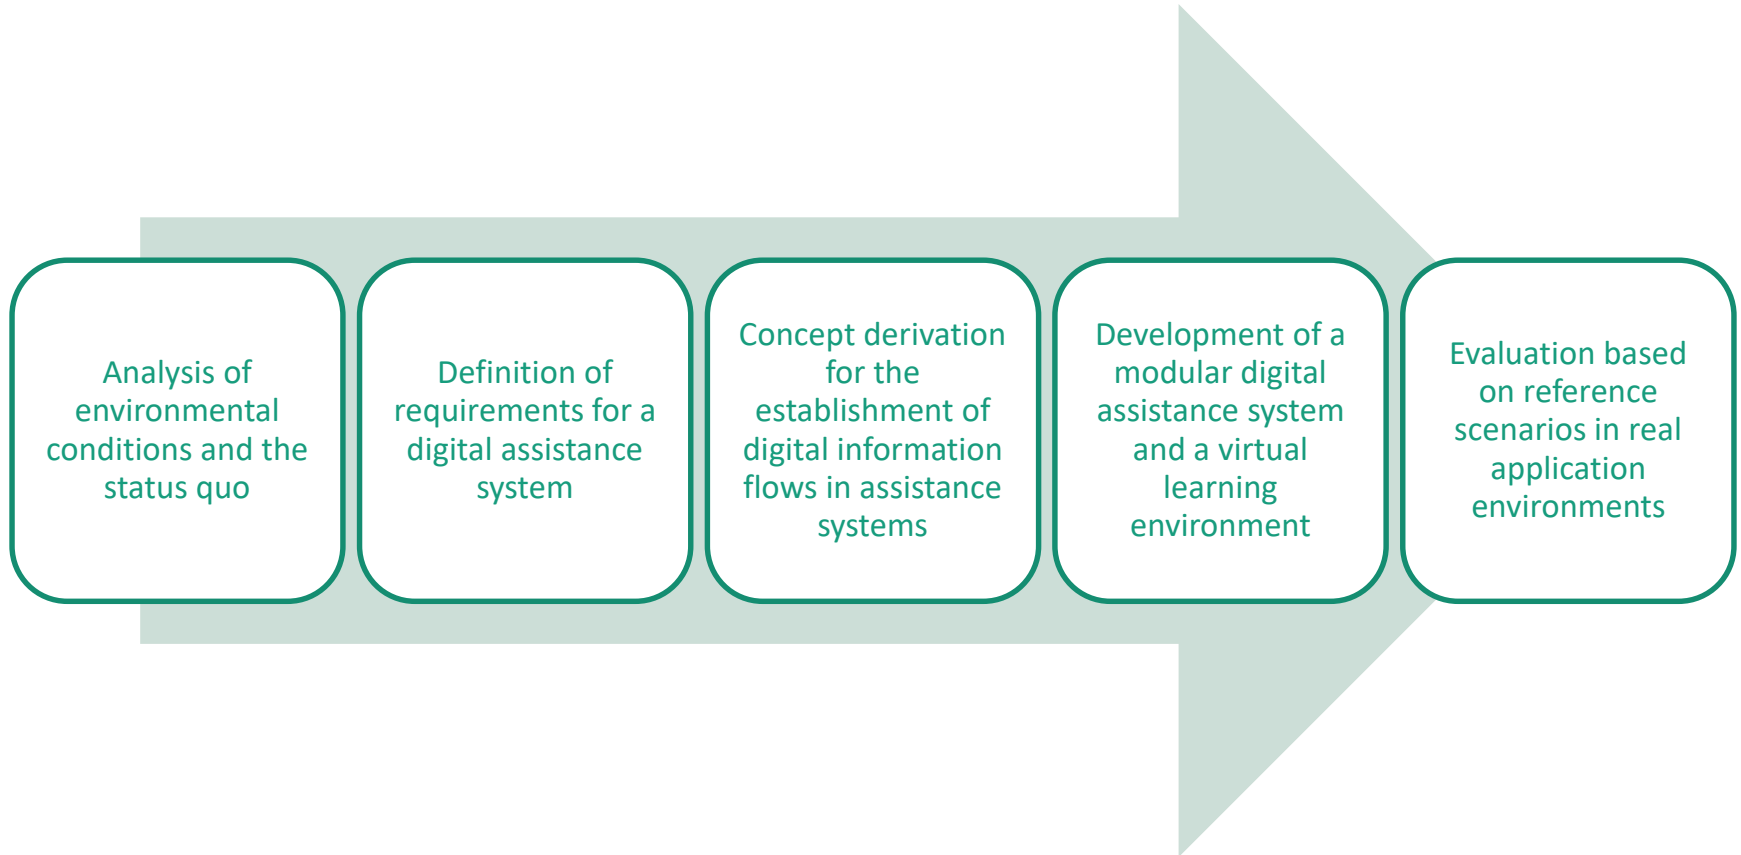 Analysis of
environmental
conditions and the
status quo
Definition of
requirements for a
digital assistance
system
Concept derivation
for the
establishment of
digital information
flows in assistance
systems
Development of a
modular digital
assistance system
and a virtual
learning
environment
Evaluation based
on reference
scenarios in real
application
environments